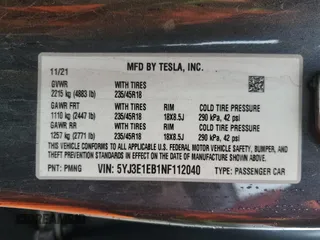 MFD BY TESLA, INC.
11/21
GVWR WITH TIRES
2215 kg (4883 lb) 235/45R18
GAWR FRT WITH TIRES RIM COLD TIRE PRESSURE
1110 kg (2447 lb) 235/45R18 18X8.5J 290 kPa, 42 psi
GAWR RR WITH TIRES RIM COLD TIRE PRESSURE
1257 kg (2771 lb) 235/45R18 18X8.5J 290 kPa, 42 psi
THIS VEHICLE CONFORMS TO ALL APPLICABLE U.S. FEDERAL MOTOR VEHICLE SAFETY, BUMPER, AND
THEFT PREVENTION STANDARDS IN EFFECT ON THE DATE OF MANUFACTURE SHOWN ABOVE.
PNT: PMNG VIN: 5YJ3E1EB1NF112040 TYPE: PASSENGER CAR